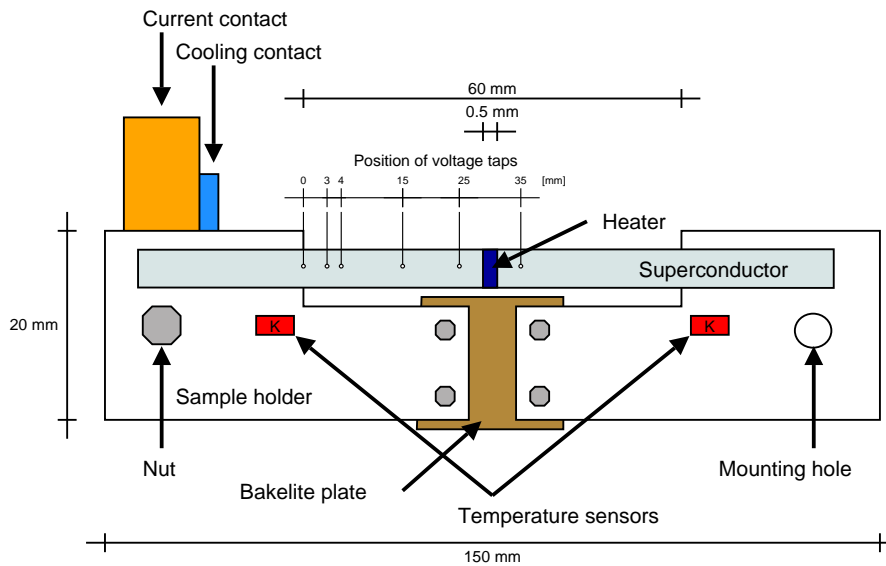 Current contact
Cooling contact
60 mm
0.5 mm
Position of voltage taps
0 3 4 15 25 35 [mm]
Heater
Superconductor
20 mm
K K
Sample holder
Nut
Mounting hole
Bakelite plate
Temperature sensors
150 mm